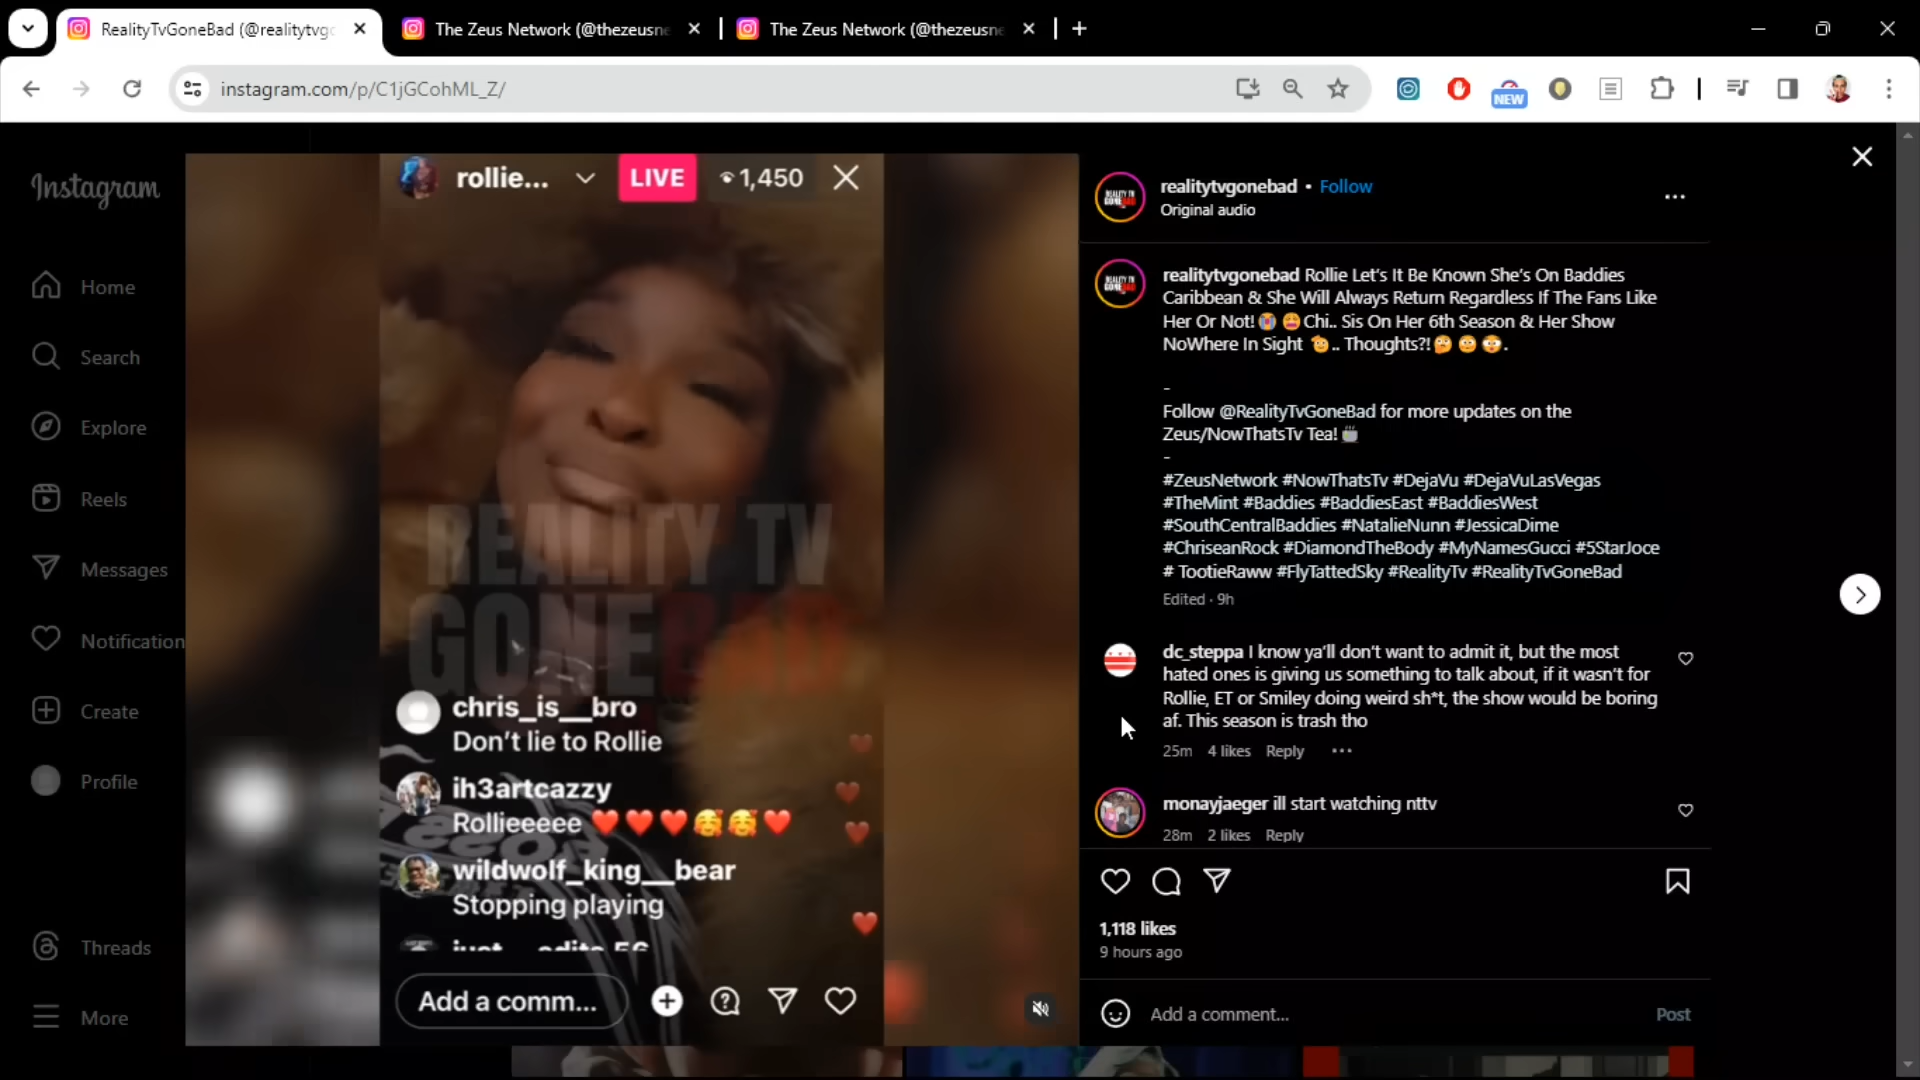 RealityTvGoneBad (@realitytvgc
The Zeus Network (@thezeusne
The Zeus Network (@thezeusne
instagram.com/p/C1jGCohML_Z/
NEW
Instagram
Home
Search
Explore
Reels
Messages
Notification
Create
Profile
Threads
More
rollie...
LIVE
1,450
REALITY TV
GONEBAD
chris_is__bro
Don't lie to Rollie
ih3artcazzy
Rollieeeee ❤️❤️❤️🥰🥰❤️
wildwolf_king__bear
Stopping playing
Add a comm...
realitytvgonebad • Follow
Original audio
realitytvgonebad Rollie Let's It Be Known She's On Baddies
Caribbean & She Will Always Return Regardless If The Fans Like
Her Or Not! Chi.. Sis On Her 6th Season & Her Show
NoWhere In Sight .. Thoughts?! .
-
Follow @RealityTvGoneBad for more updates on the
Zeus/NowThatsTv Tea!
-
#ZeusNetwork #NowThatsTv #DejaVu #DejaVuLasVegas
#TheMint #Baddies #BaddiesEast #BaddiesWest
#SouthCentralBaddies #NatalieNunn #JessicaDime
#ChriseanRock #DiamondTheBody #MyNamesGucci #5StarJoce
# TootieRaww #FlyTattedSky #RealityTv #RealityTvGoneBad
Edited · 9h
dc_steppa I know ya'll don't want to admit it, but the most
hated ones is giving us something to talk about, if it wasn't for
Rollie, ET or Smiley doing weird sh*t, the show would be boring
af. This season is trash tho
25m 4 likes Reply
monayjaeger ill start watching nttv
28m 2 likes Reply
1,118 likes
9 hours ago
Add a comment...
Post